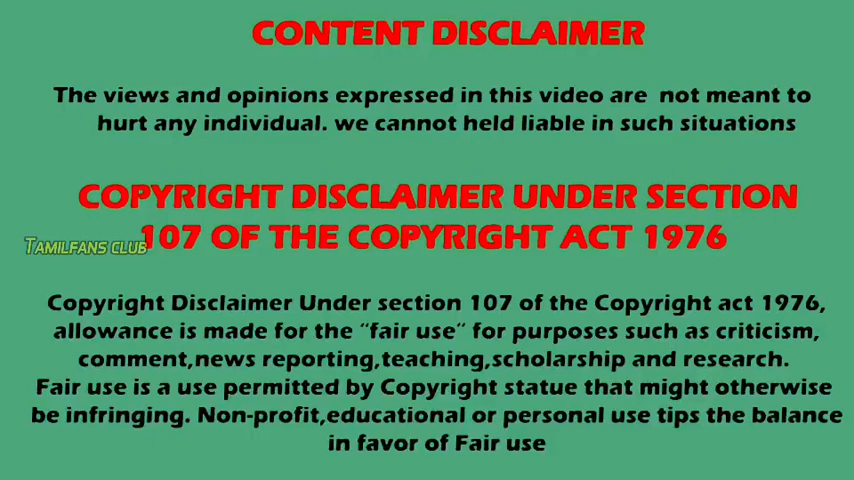 CONTENT DISCLAIMER
The views and opinions expressed in this video are not meant to
hurt any individual. we cannot held liable in such situations
COPYRIGHT DISCLAIMER UNDER SECTION
107 OF THE COPYRIGHT ACT 1976
TAMILFANS CLUB
Copyright Disclaimer Under section 107 of the Copyright act 1976,
allowance is made for the "fair use" for purposes such as criticism,
comment,news reporting,teaching,scholarship and research.
Fair use is a use permitted by Copyright statue that might otherwise
be infringing. Non-profit,educational or personal use tips the balance
in favor of Fair use